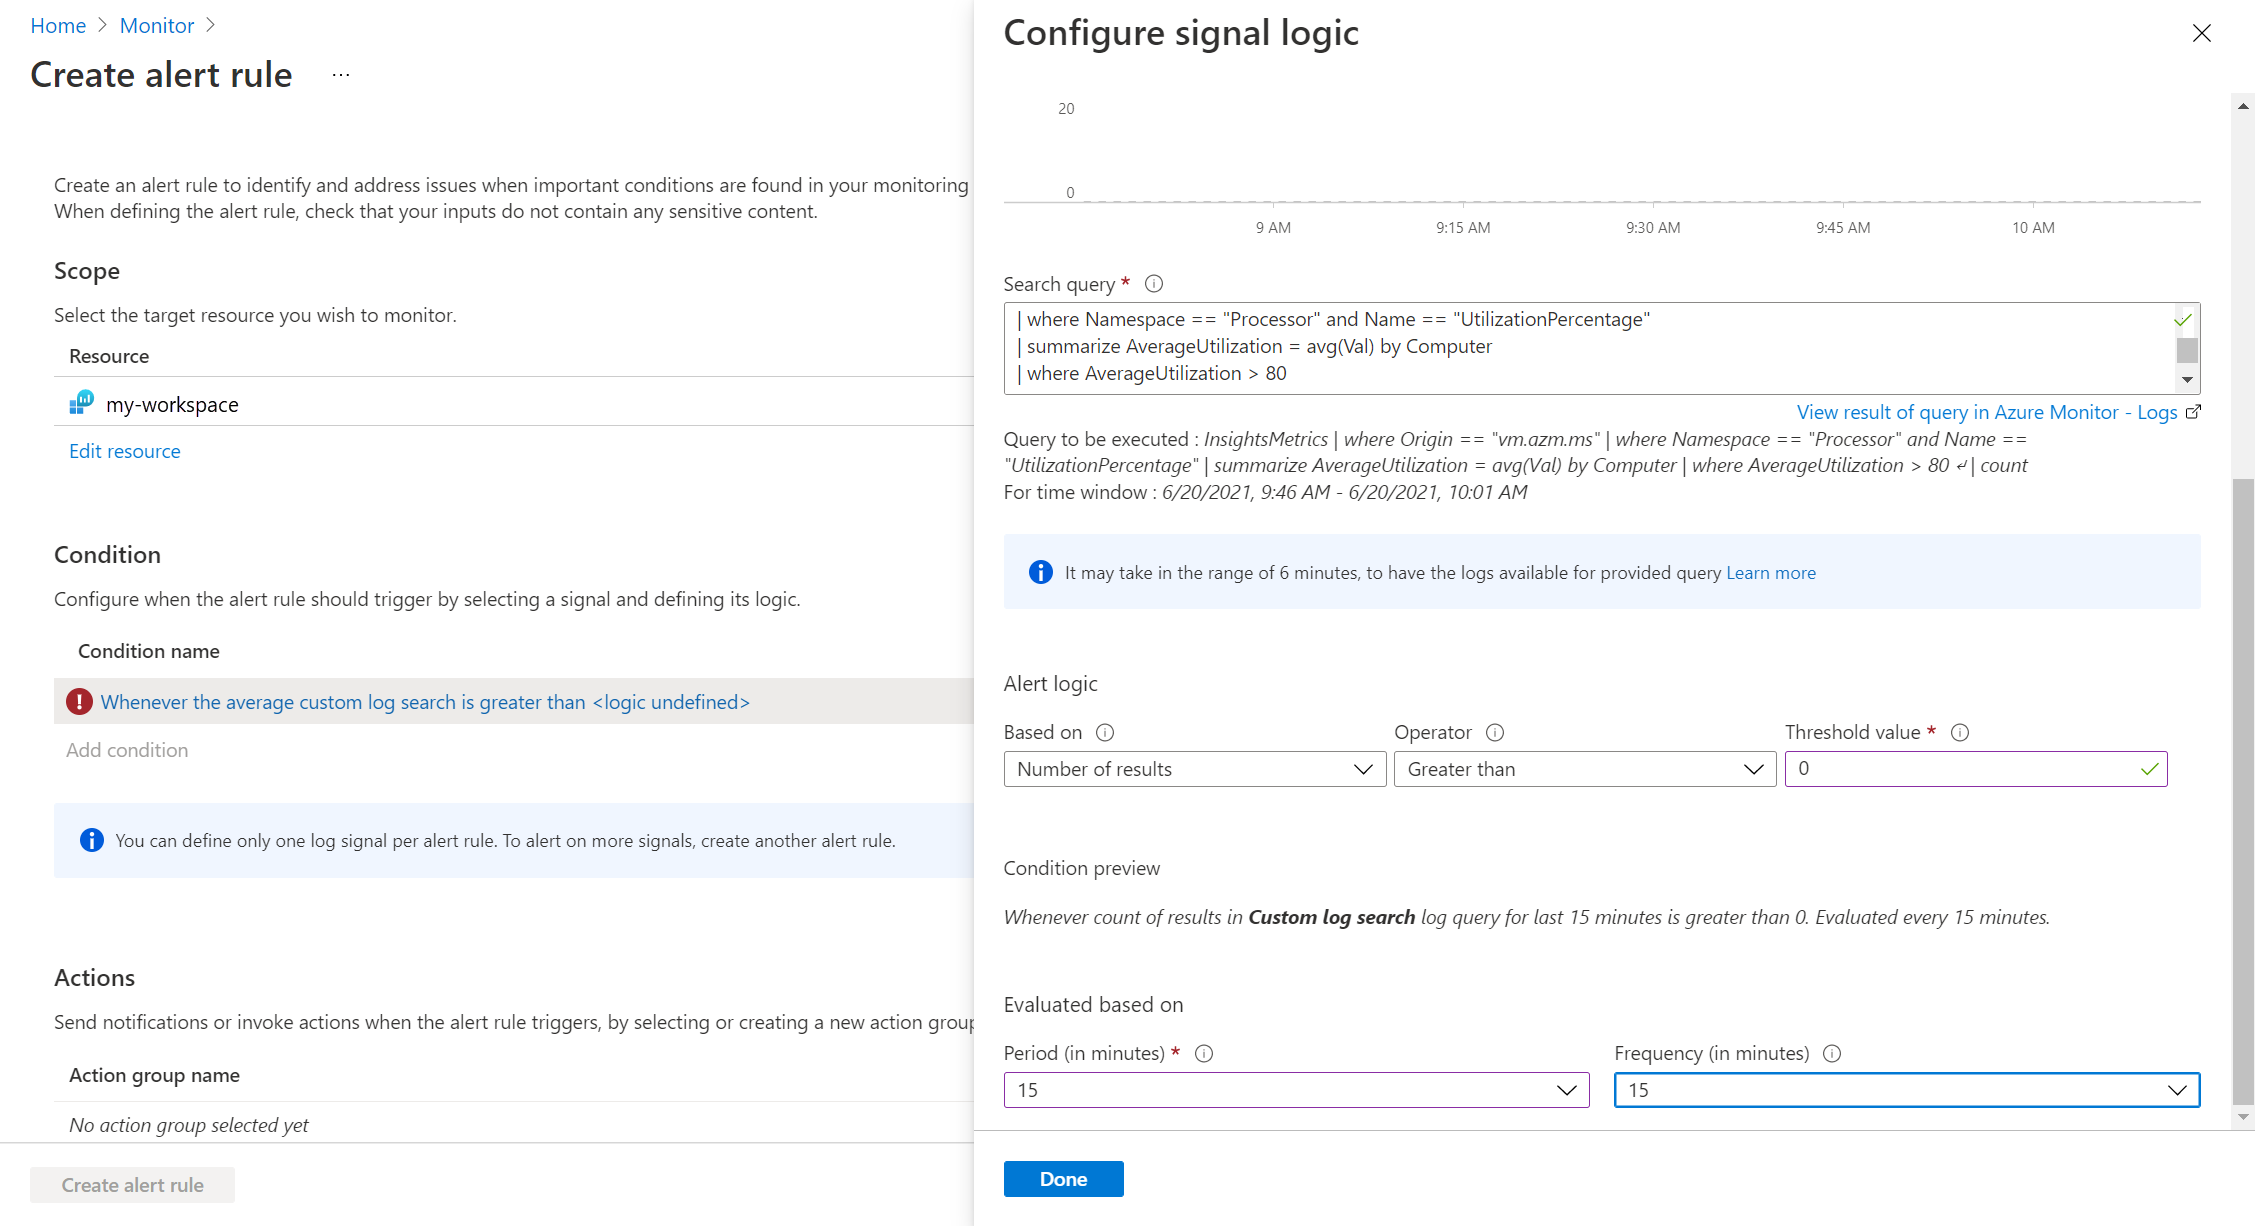 Home > Monitor >
Create alert rule ...
Create an alert rule to identify and address issues when important conditions are found in your monitoring
When defining the alert rule, check that your inputs do not contain any sensitive content.
Scope
Select the target resource you wish to monitor.
Resource
my-workspace
Edit resource
Condition
Configure when the alert rule should trigger by selecting a signal and defining its logic.
Condition name
Whenever the average custom log search is greater than <logic undefined>
Add condition
You can define only one log signal per alert rule. To alert on more signals, create another alert rule.
Actions
Send notifications or invoke actions when the alert rule triggers, by selecting or creating a new action group
Action group name
No action group selected yet
Create alert rule
Configure signal logic
20
0
9 AM 9:15 AM 9:30 AM 9:45 AM 10 AM
Search query *
| where Namespace == "Processor" and Name == "UtilizationPercentage"
| summarize AverageUtilization = avg(Val) by Computer
| where AverageUtilization > 80
View result of query in Azure Monitor - Logs
Query to be executed : InsightsMetrics | where Origin == "vm.azm.ms" | where Namespace == "Processor" and Name ==
"UtilizationPercentage" | summarize AverageUtilization = avg(Val) by Computer | where AverageUtilization > 80 ↵ | count
For time window : 6/20/2021, 9:46 AM - 6/20/2021, 10:01 AM
It may take in the range of 6 minutes, to have the logs available for provided query Learn more
Alert logic
Based on Operator Threshold value *
Number of results Greater than 0
Condition preview
Whenever count of results in Custom log search log query for last 15 minutes is greater than 0. Evaluated every 15 minutes.
Evaluated based on
Period (in minutes) * Frequency (in minutes)
15 15
Done